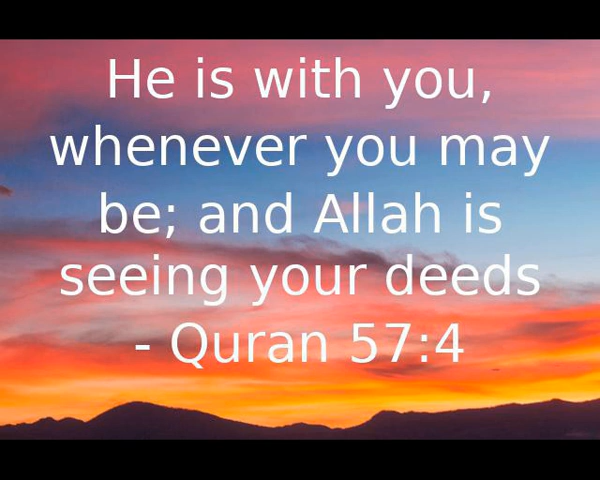 He is with you,
whenever you may
be; and Allah is
seeing your deeds
- Quran 57:4